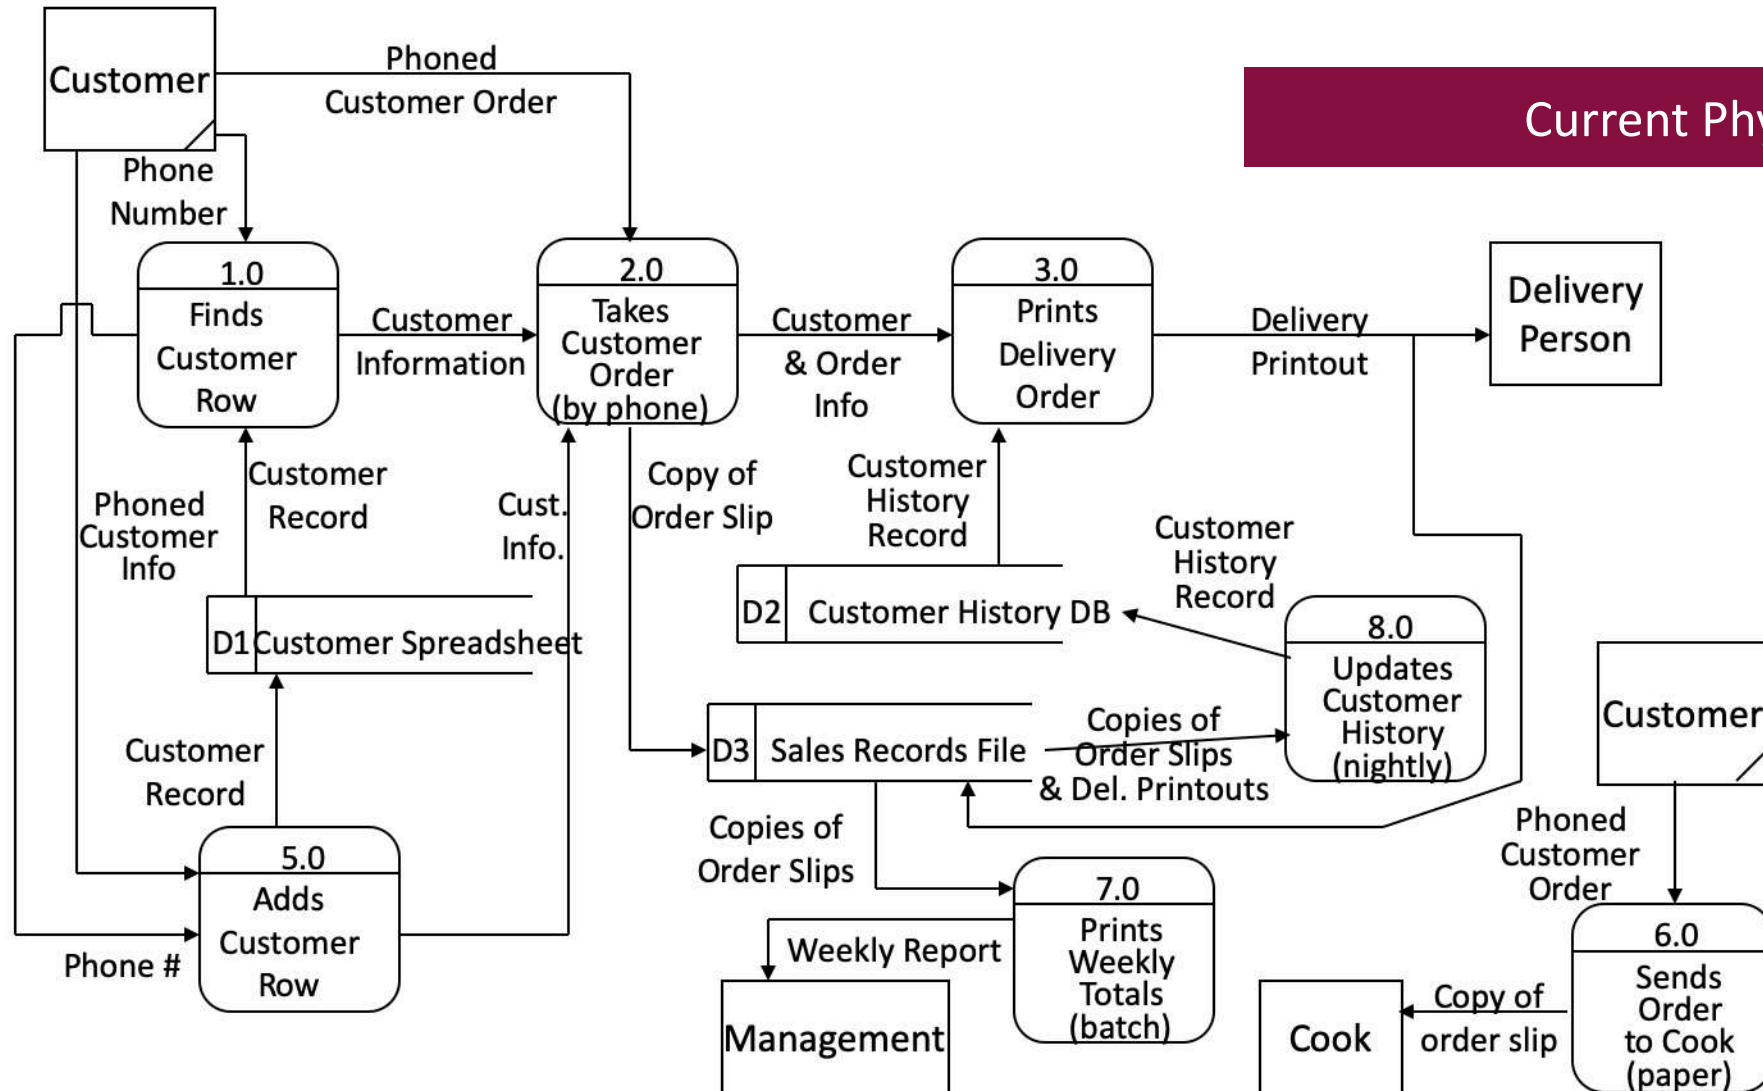 Customer
Phoned
Customer Order
Current Phy
Phone
Number
1.0
Finds
Customer
Row
Customer
Information
2.0
Takes
Customer
Order
(by phone)
Customer
& Order
Info
3.0
Prints
Delivery
Order
Delivery
Printout
Delivery
Person
Phoned
Customer
Info
Customer
Record
Cust.
Info.
Copy of
Order Slip
Customer
History
Record
Customer
History
Record
D1 Customer Spreadsheet
D2 Customer History DB
8.0
Updates
Customer
History
(nightly)
Customer
D3 Sales Records File
Copies of
Order Slips
& Del. Printouts
Customer
Record
Copies of
Order Slips
Phoned
Customer
Order
5.0
Adds
Customer
Row
Phone #
7.0
Prints
Weekly
Totals
(batch)
Weekly Report
Management
Cook
Copy of
order slip
6.0
Sends
Order
to Cook
(paper)